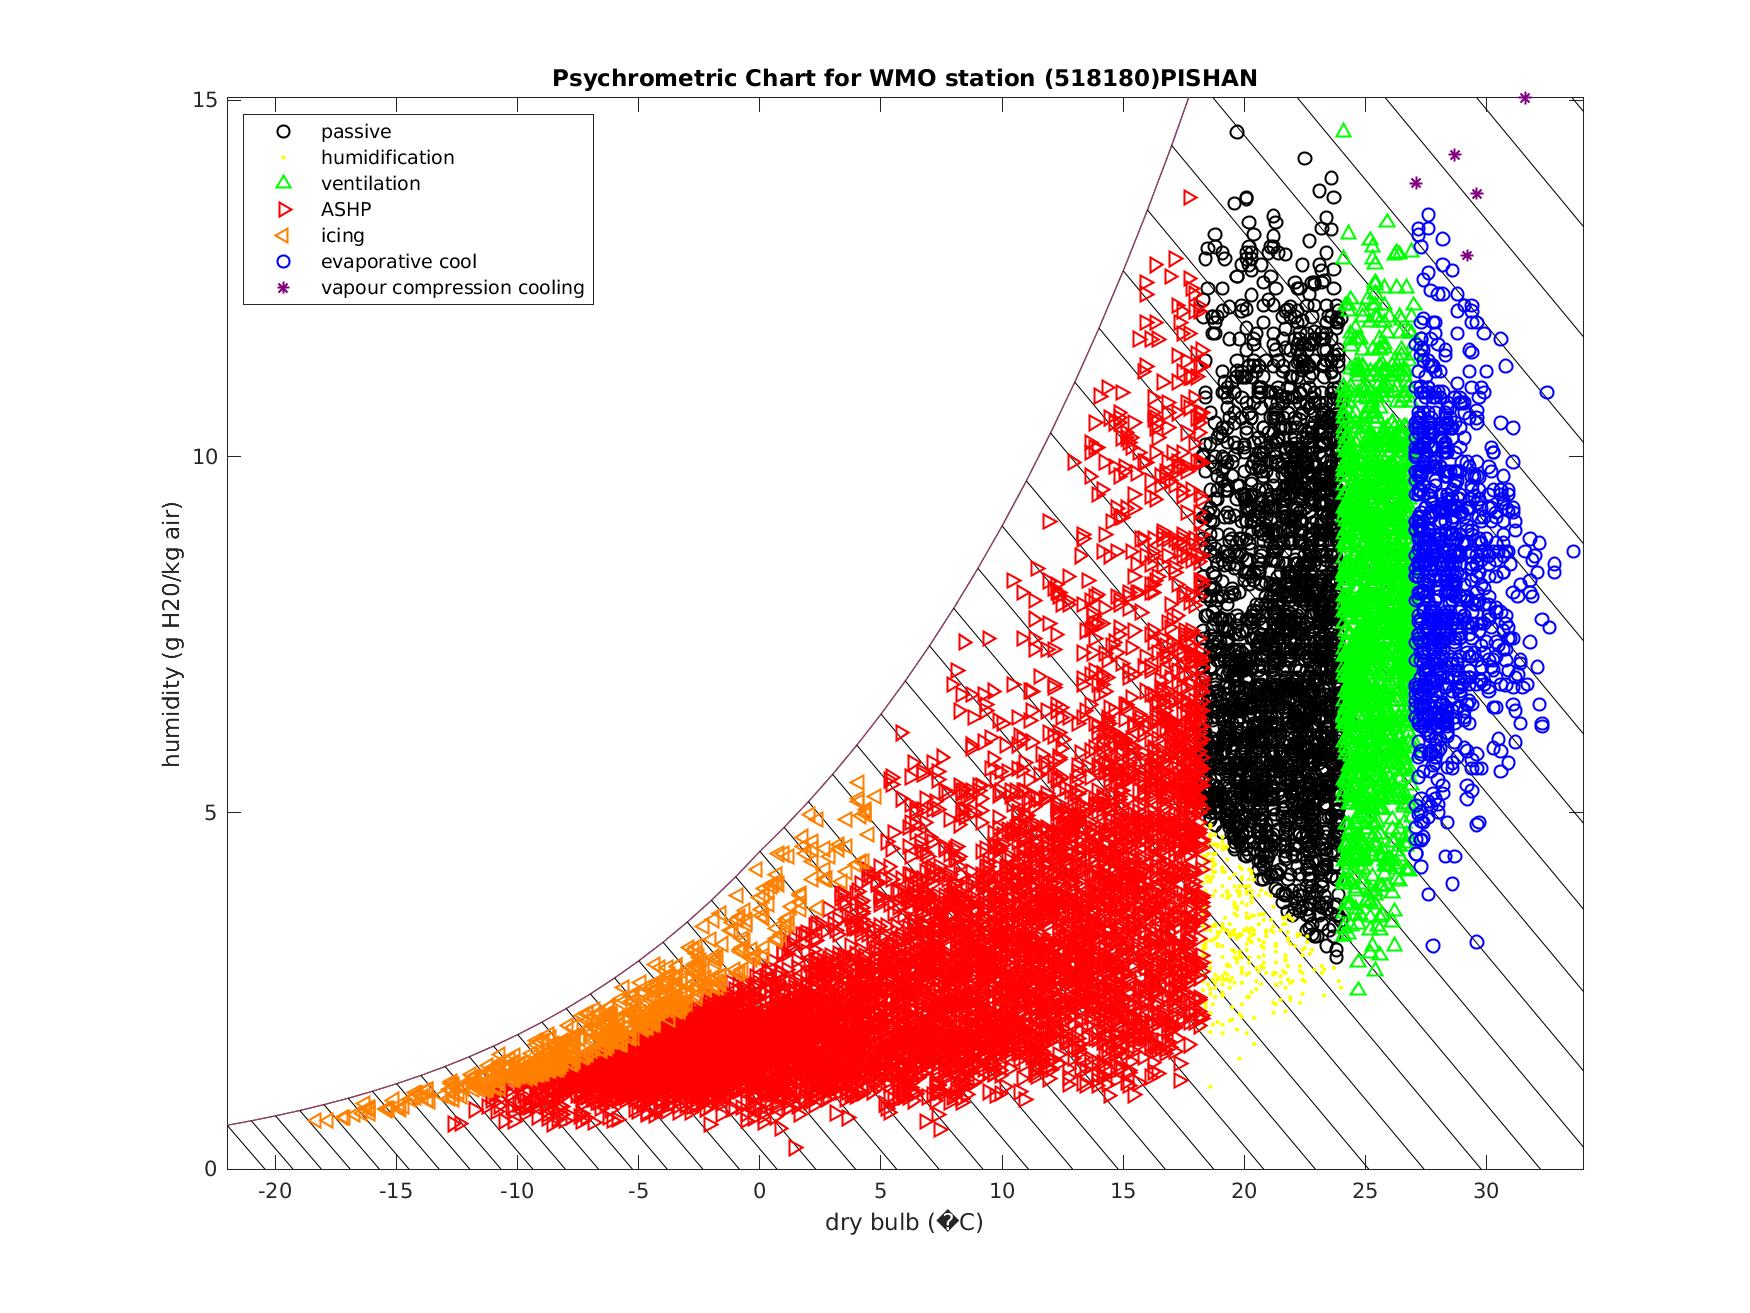 Psychrometric Chart for WMO station (518180)PISHAN
15
10
5
0
humidity (g H20/kg air)
passive
humidification
ventilation
ASHP
icing
evaporative cool
vapour compression cooling
-20 -15 -10 -5 0 5 10 15 20 25 30
dry bulb (�C)